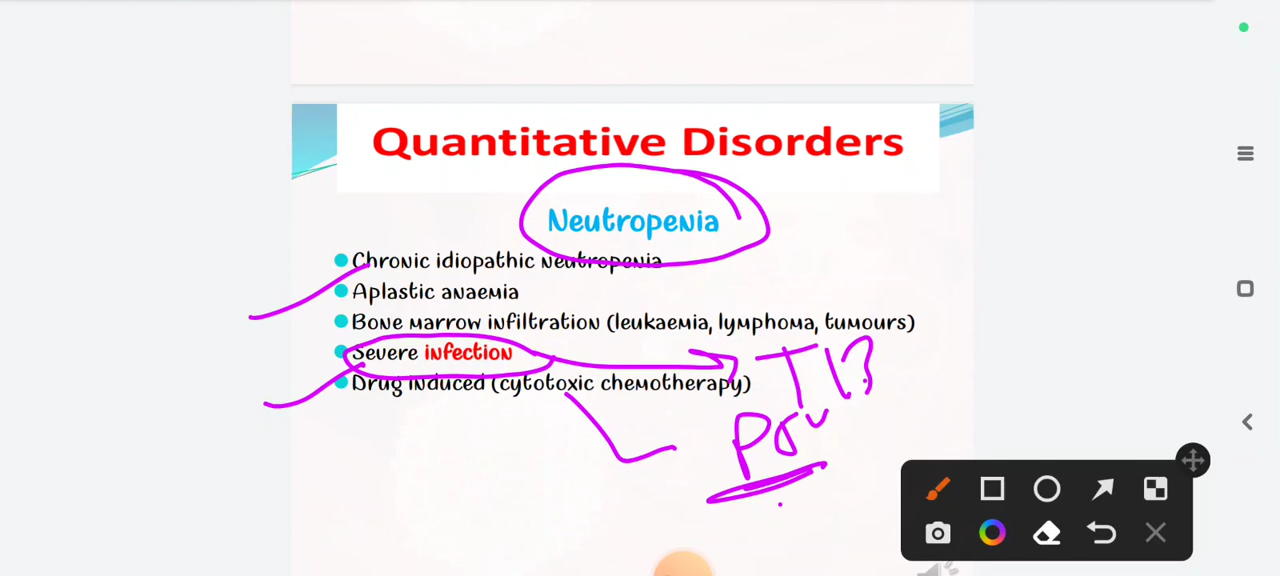 Quantitative Disorders
Neutropenia
Chronic idiopathic neutropenia
Aplastic anaemia
Bone marrow infiltration (leukaemia, lymphoma, tumours)
Severe infection
Drug induced (cytotoxic chemotherapy)